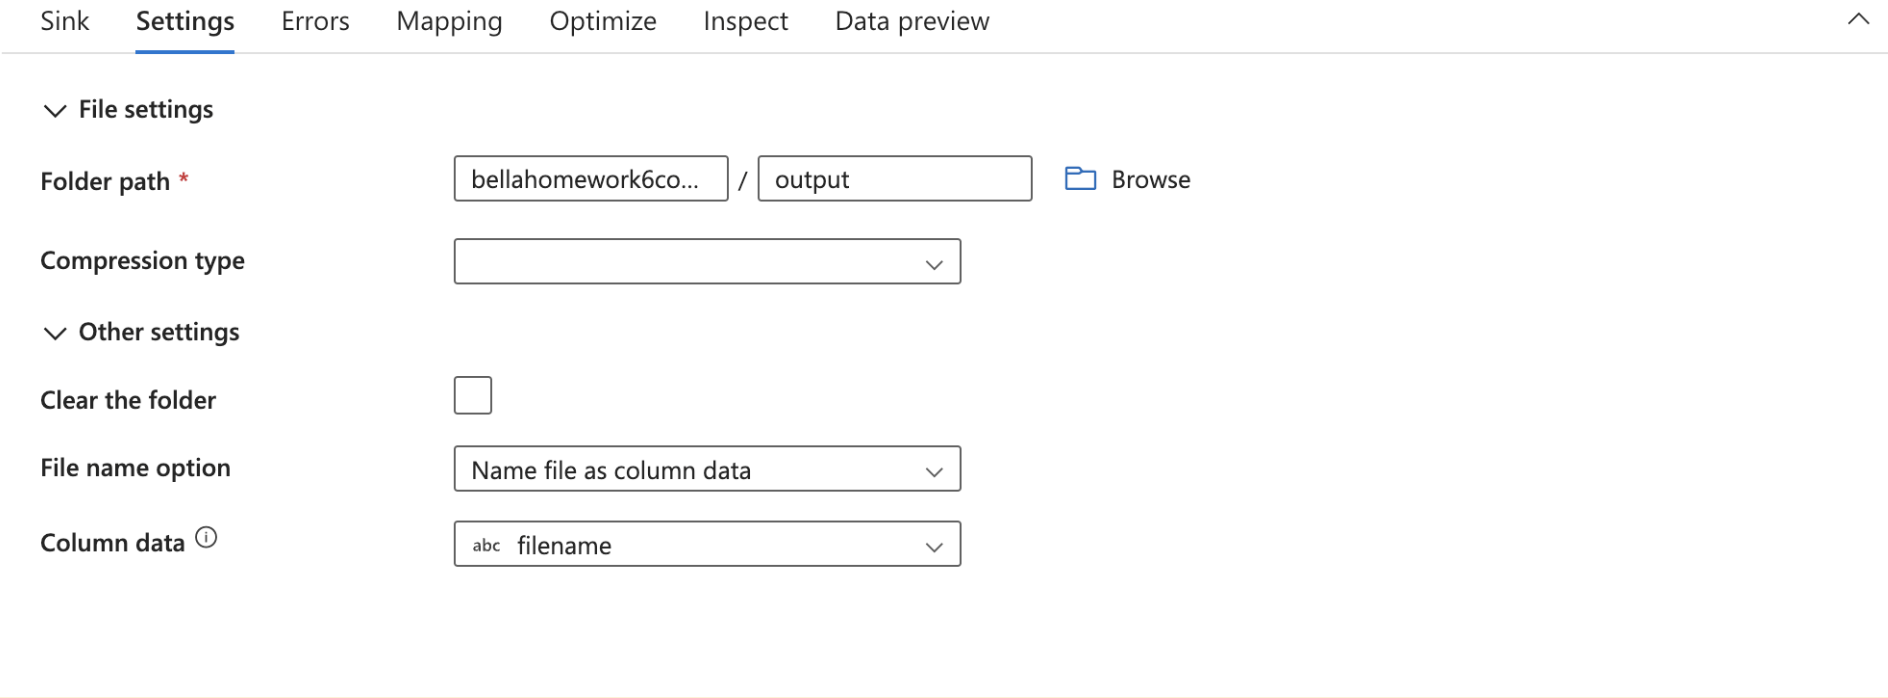 Sink Settings Errors Mapping Optimize Inspect Data preview
File settings
Folder path * bellahomework6co... / output Browse
Compression type
Other settings
Clear the folder
File name option Name file as column data
Column data abc filename